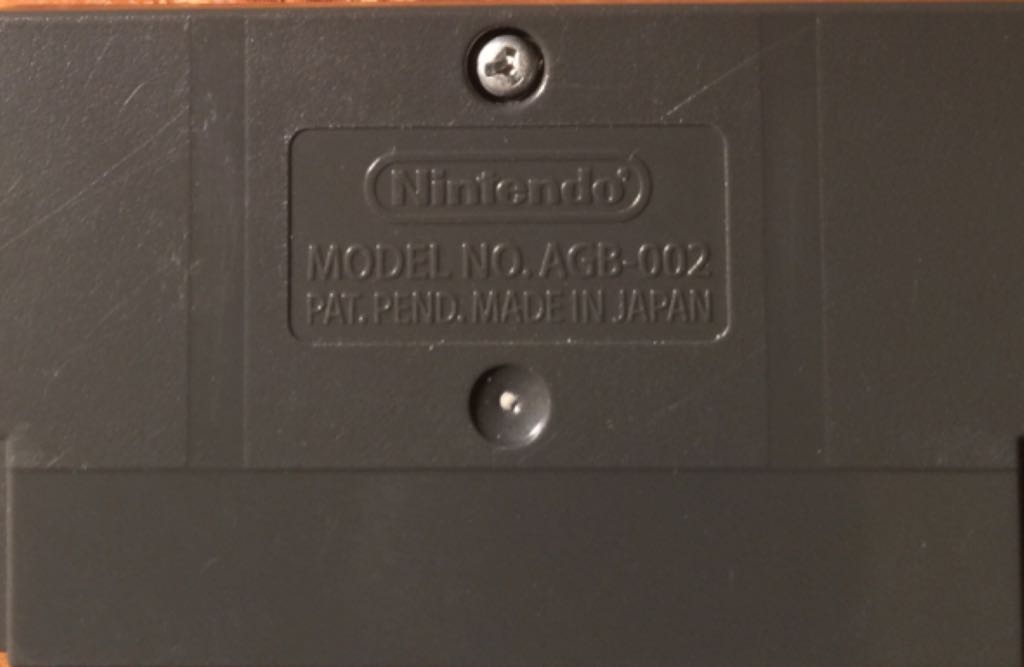 Nintendo
MODEL NO. AGB-002
PAT. PEND. MADE IN JAPAN